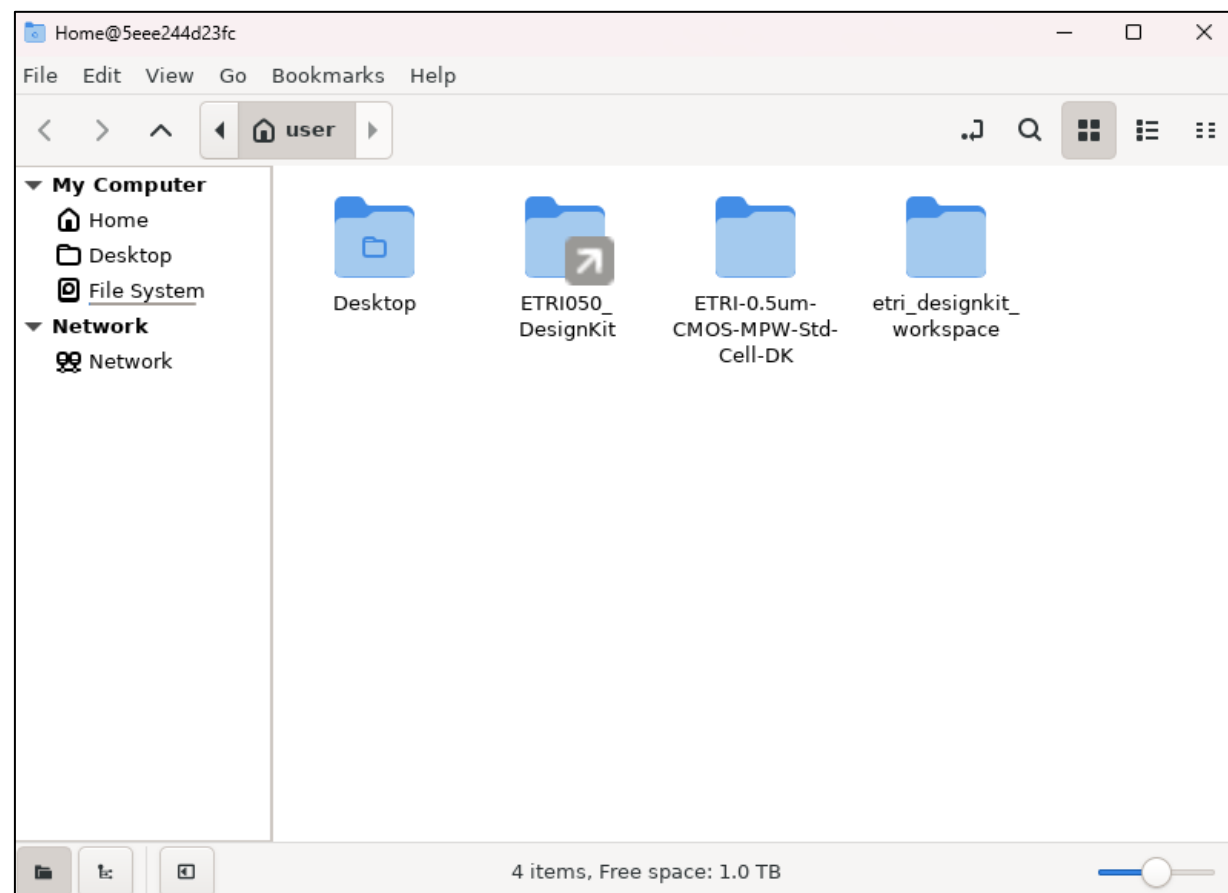 Home@5eee244d23fc
File Edit View Go Bookmarks Help
user
My Computer
Home
Desktop
File System
Network
Network
Desktop
ETRI050_
DesignKit
ETRI-0.5um-
CMOS-MPW-Std-
Cell-DK
etri_designkit_
workspace
4 items, Free space: 1.0 TB